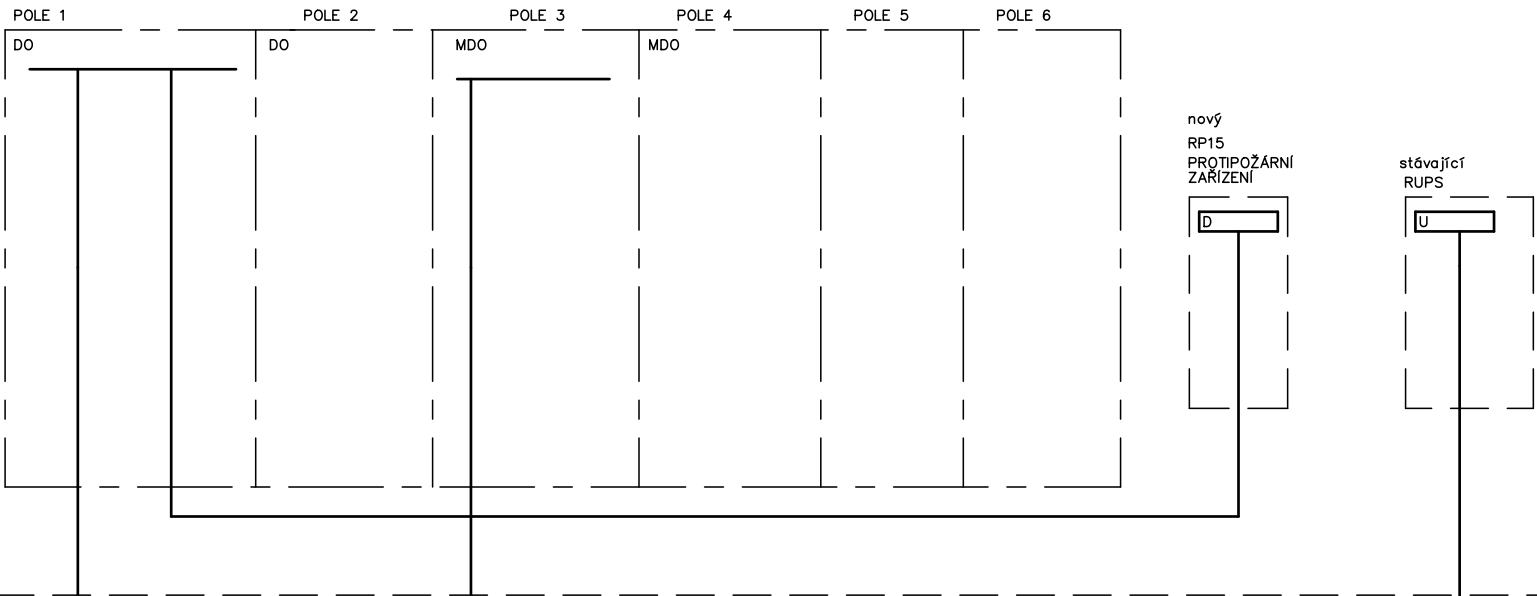 POLE 1
POLE 2
POLE 3
POLE 4
POLE 5
POLE 6
DO
DO
MDO
MDO
nový
RP15
PROTIPOŽÁRNÍ
ZAŘÍZENÍ
D
stávající
RUPS
U